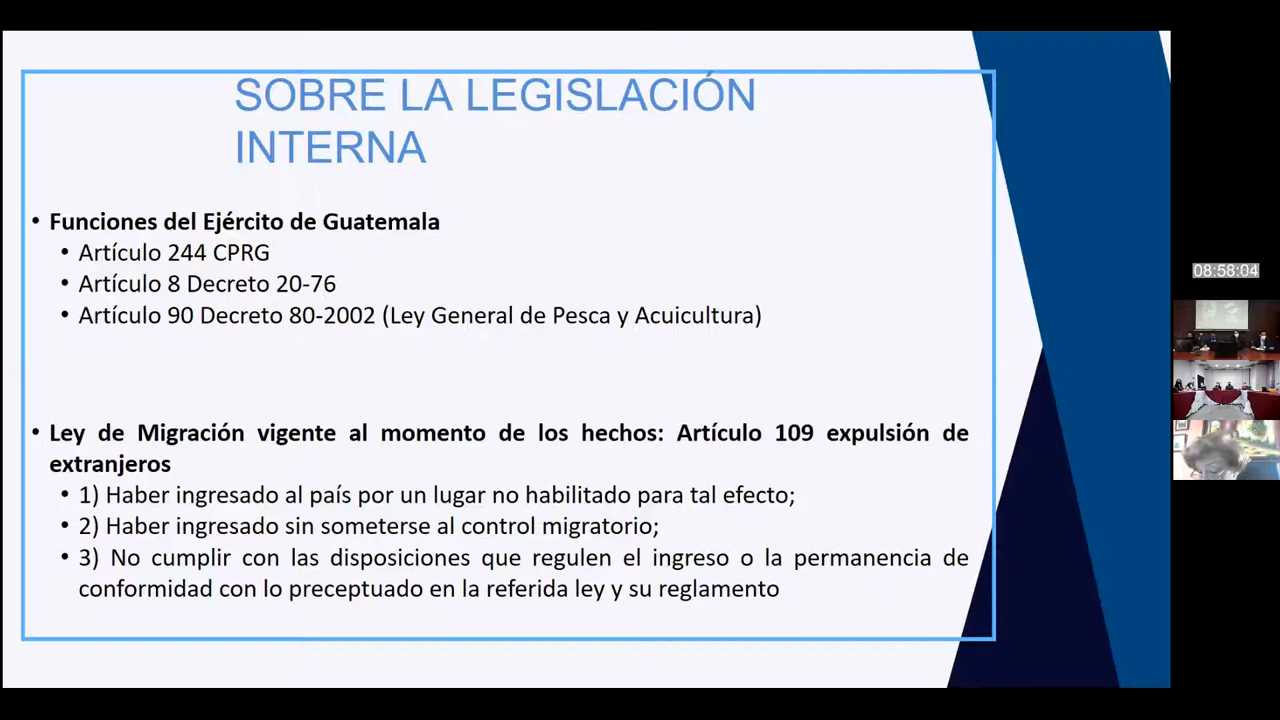 SOBRE LA LEGISLACIÓN
INTERNA
• Funciones del Ejército de Guatemala
• Artículo 244 CPRG
• Artículo 8 Decreto 20-76
• Artículo 90 Decreto 80-2002 (Ley General de Pesca y Acuicultura)
• Ley de Migración vigente al momento de los hechos: Artículo 109 expulsión de
extranjeros
• 1) Haber ingresado al país por un lugar no habilitado para tal efecto;
• 2) Haber ingresado sin someterse al control migratorio;
• 3) No cumplir con las disposiciones que regulen el ingreso o la permanencia de
conformidad con lo preceptuado en la referida ley y su reglamento
08:58:04